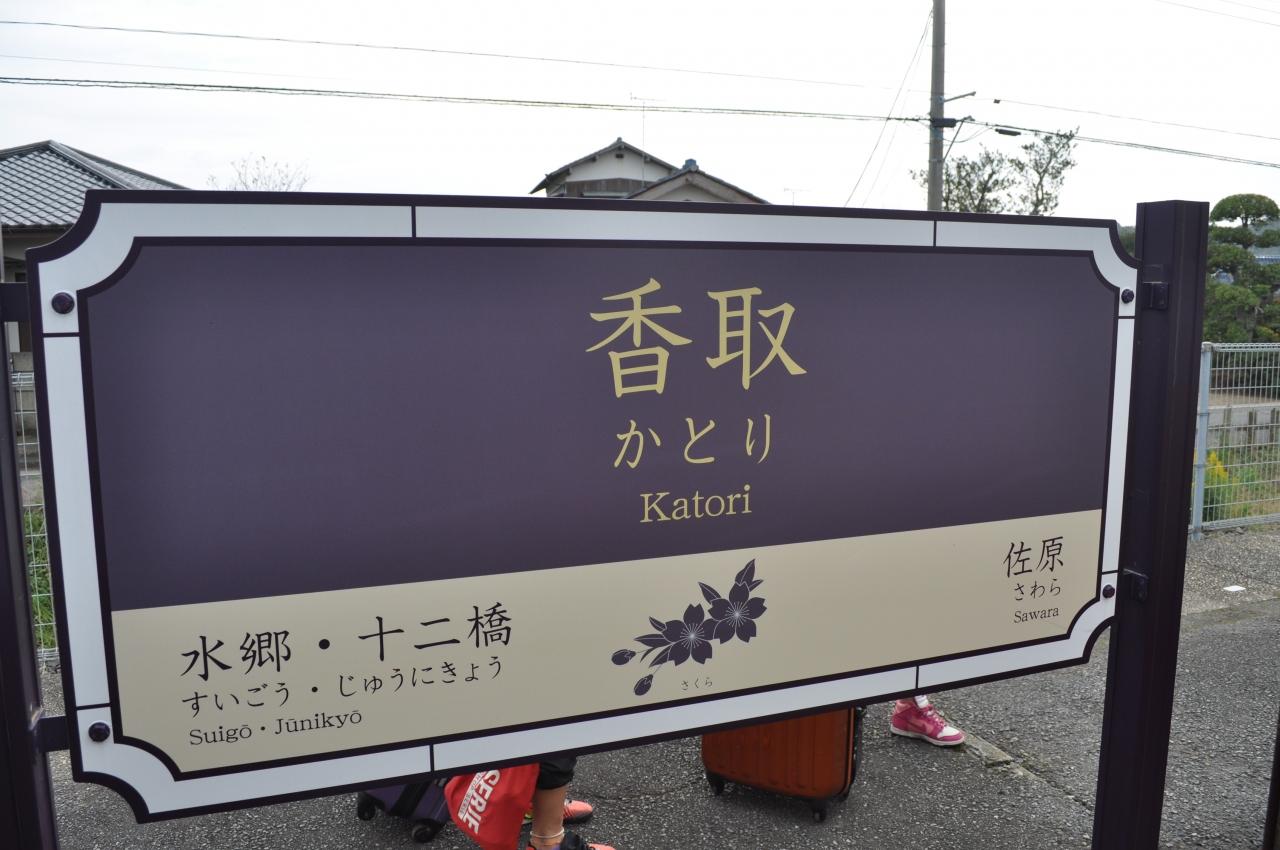 香取
かとり
Katori
水郷・十二橋
すいごう・じゅうにきょう
Suigō・Jūnikyō
さくら
佐原
さわら
Sawara